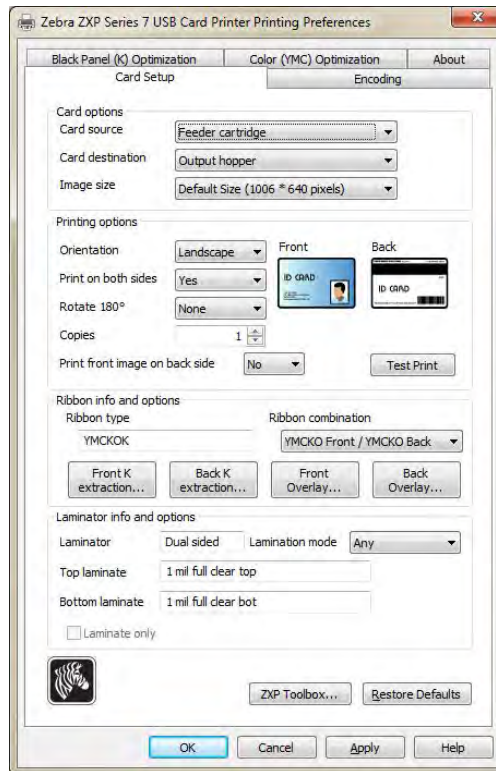 Zebra ZXP Series 7 USB Card Printer Printing Preferences
Black Panel (K) Optimization Color (YMC) Optimization About
Card Setup Encoding
Card options
Card source Feeder cartridge
Card destination Output hopper
Image size Default Size (1006 * 640 pixels)
Printing options
Orientation Landscape Front Back
Print on both sides Yes ID CARD ID CARD
Rotate 180° None
Copies 1
Print front image on back side No Test Print
Ribbon info and options
Ribbon type Ribbon combination
YMCKOK YMCKO Front / YMCKO Back
Front K extraction... Back K extraction... Front Overlay... Back Overlay...
Laminator info and options
Laminator Dual sided Lamination mode Any
Top laminate 1 mil full clear top
Bottom laminate 1 mil full clear bot
Laminate only
ZXP Toolbox... Restore Defaults
OK Cancel Apply Help